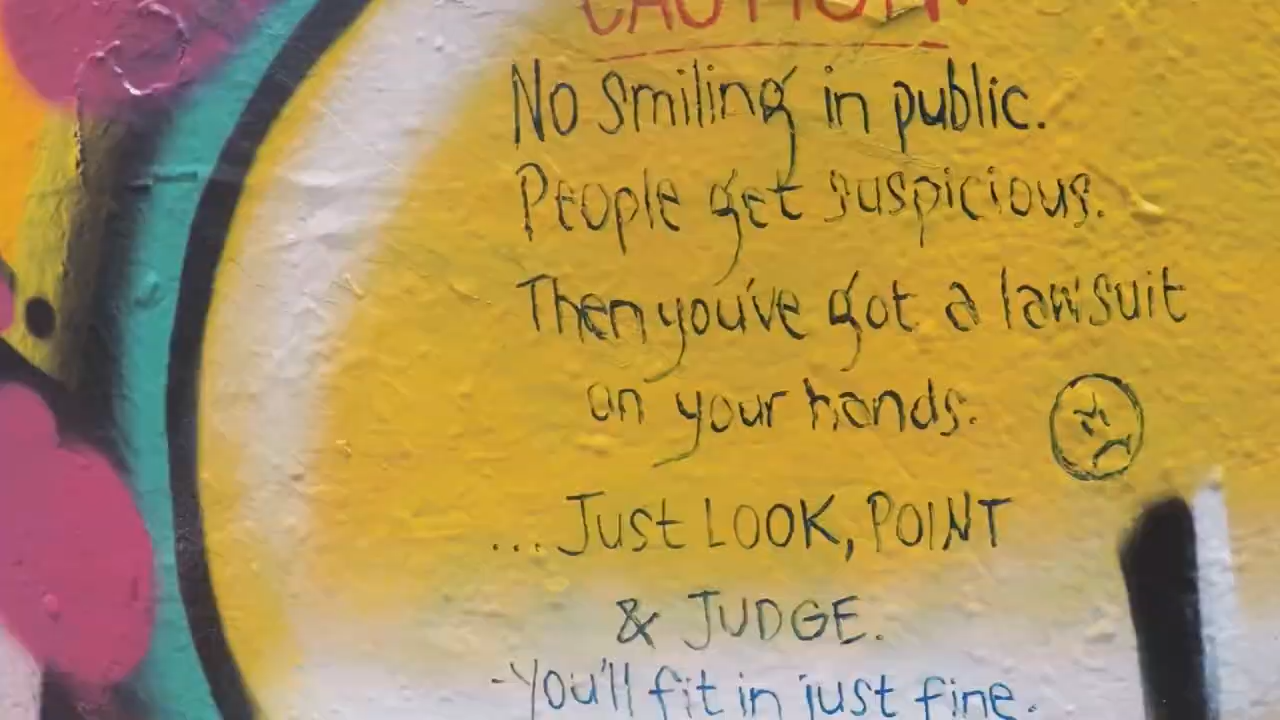 CAUTION.
No smiling in public.
People get suspicious.
Then you've got a lawsuit
on your hands.
...Just LOOK, POINT
& JUDGE.
-You'll fit in just fine.